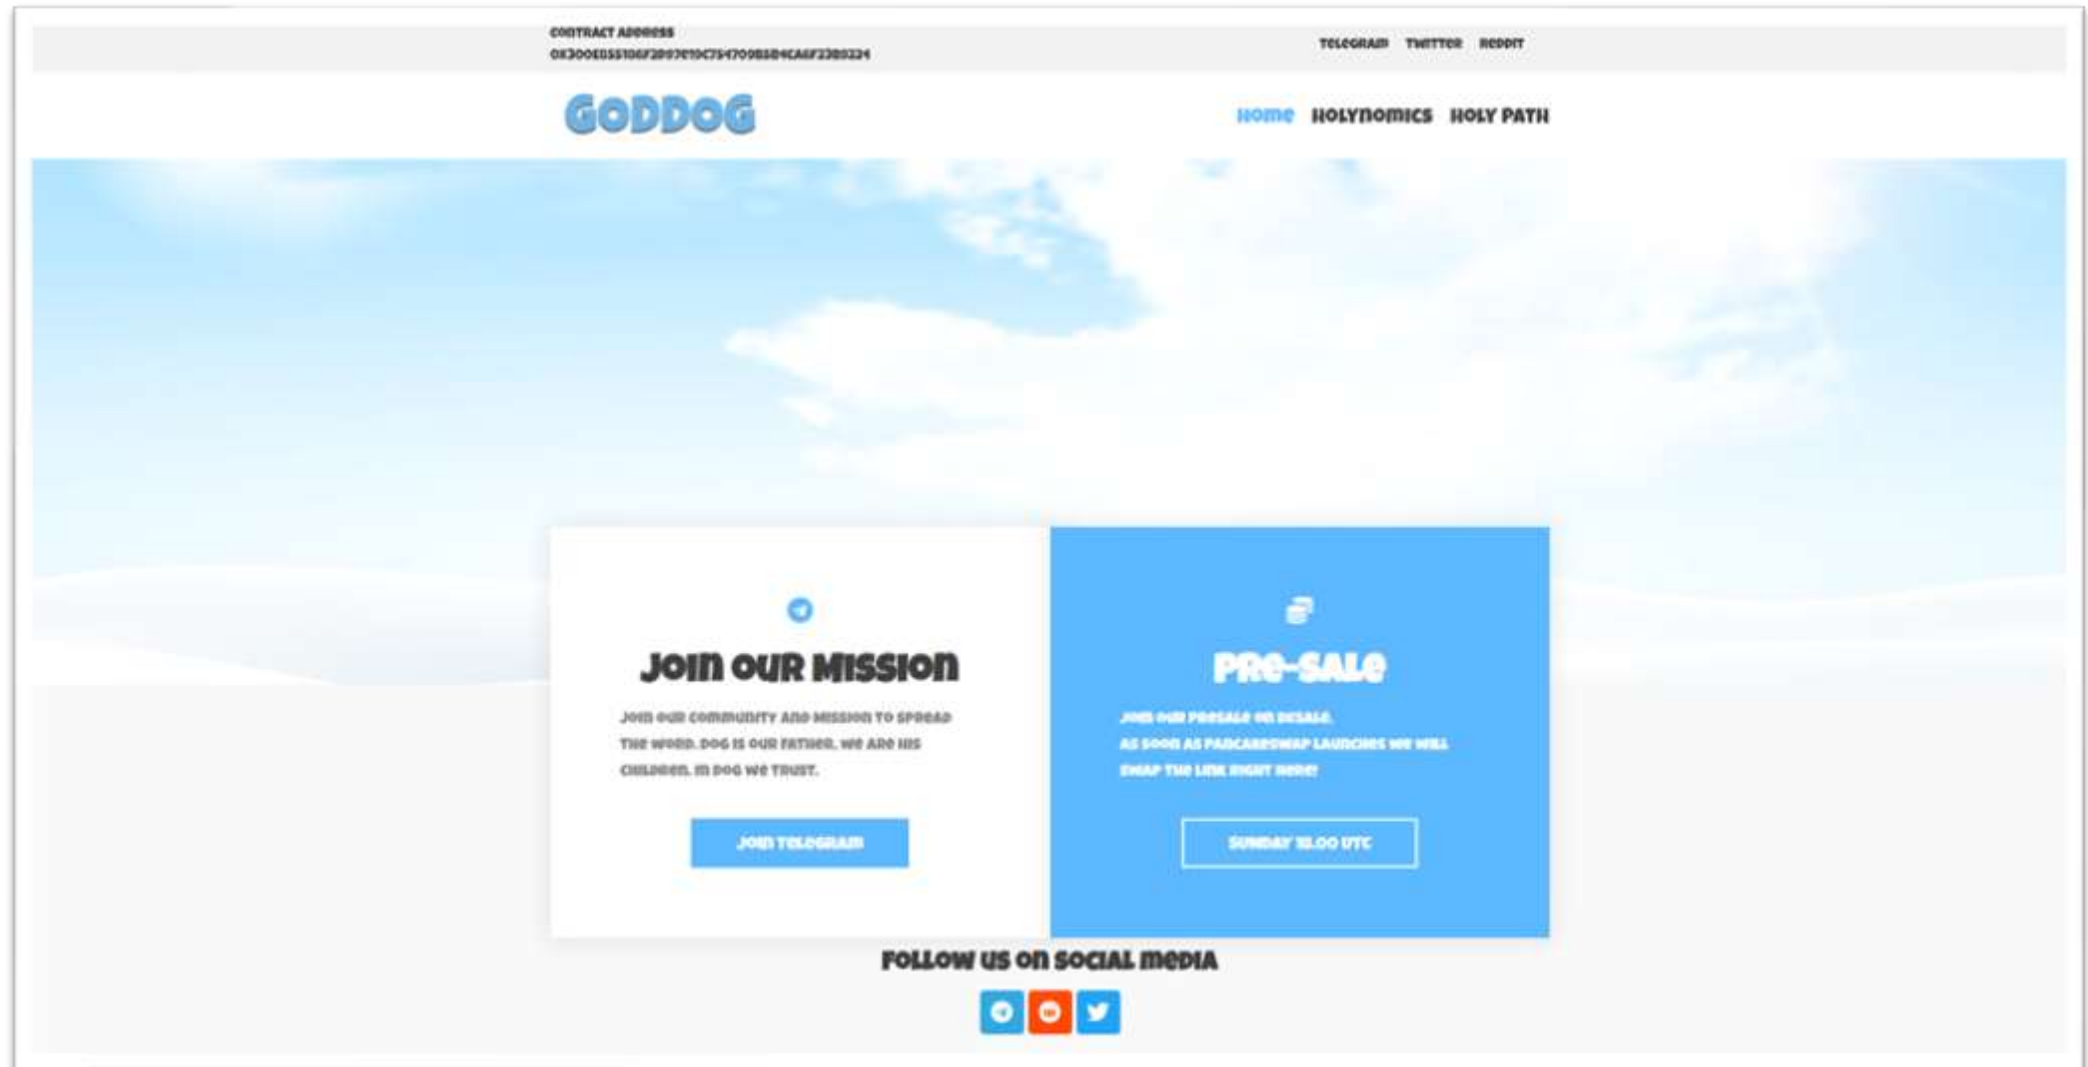 CONTRACT ADDRESS
TELEGRAM TWITTER REDDIT
GODDOG
HOME HOLYNOMICS HOLY PATH
JOIN OUR MISSION
JOIN OUR COMMUNITY AND MISSION TO SPREAD
THE WORD. DOG IS OUR FATHER, WE ARE HIS
CHILDREN. IN DOG WE TRUST.
JOIN TELEGRAM
PRE-SALE
JOIN OUR PRESALE ON DXSALE.
AS SOON AS PANCAKESWAP LAUNCHES WE WILL
SWAP THE LINK RIGHT HERE!
SUNDAY UTC
FOLLOW US ON SOCIAL MEDIA